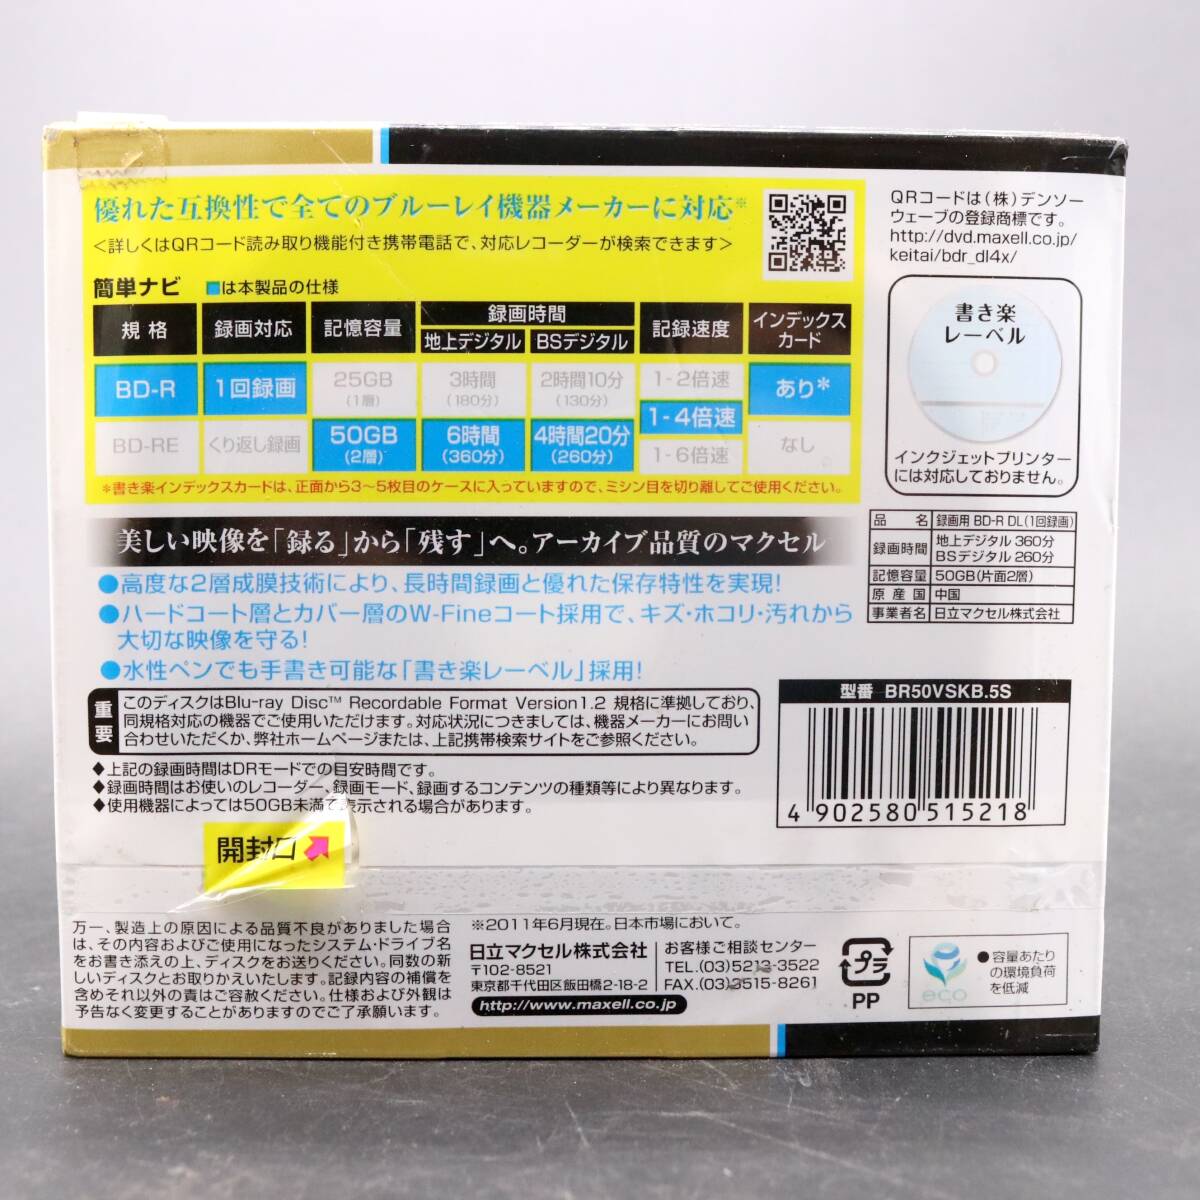 優れた互換性で全てのブルーレイ機器メーカーに対応※
<詳しくはQRコード読み取り機能付き携帯電話で、対応レコーダーが検索できます>
簡単ナビ ■は本製品の仕様
規格 録画対応 記憶容量 録画時間 記録速度 インデックスカード
地上デジタル BSデジタル
BD-R 1回録画 25GB(1層) 3時間(180分) 2時間10分(130分) 1-2倍速 あり*
1-4倍速
BD-RE くり返し録画 50GB(2層) 6時間(360分) 4時間20分(260分) 1-6倍速 なし
*書き楽インデックスカードは、正面から3〜5枚目のケースに入っていますので、ミシン目を切り離してご使用ください。
QRコードは(株)デンソー
ウェーブの登録商標です。
http://dvd.maxell.co.jp/
keitai/bdr_dl4x/
書き楽
レーベル
インクジェットプリンター
には対応しておりません。
美しい映像を「録る」から「残す」へ。アーカイブ品質のマクセル
●高度な2層成膜技術により、長時間録画と優れた保存特性を実現!
●ハードコート層とカバー層のW-Fineコート採用で、キズ・ホコリ・汚れから
大切な映像を守る!
●水性ペンでも手書き可能な「書き楽レーベル」採用!
品名 録画用 BD-R DL(1回録画)
録画時間 地上デジタル 360分
BSデジタル 260分
記憶容量 50GB(片面2層)
原産国 中国
事業者名 日立マクセル株式会社
重要
このディスクはBlu-ray Disc™ Recordable Format Version1.2 規格に準拠しており、
同規格対応の機器でご使用いただけます。対応状況につきましては、機器メーカーにお問い
合わせいただくか、弊社ホームページまたは、上記携帯検索サイトをご参照ください。
◆上記の録画時間はDRモードでの目安時間です。
◆録画時間はお使いのレコーダー、録画モード、録画するコンテンツの種類等により異なります。
◆使用機器によっては50GB未満で表示される場合があります。
型番 BR50VSKB.5S
4 902580 515218
開封口
万一、製造上の原因による品質不良がありました場合
は、その内容およびご使用になったシステム・ドライブ名
をお書き添えの上、ディスクをお送りください。同数の新
しいディスクとお取りかえいたします。記録内容の補償を
含めそれ以外の責はご容赦ください。仕様および外観は
予告なく変更することがありますのでご了承願います。
※2011年6月現在。日本市場において。
日立マクセル株式会社
〒102-8521
東京都千代田区飯田橋2-18-2
http://www.maxell.co.jp
お客様ご相談センター
TEL.(03)5213-3522
FAX.(03)3515-8261
プラ
PP
eco
●容量あたり
の環境負荷
を低減